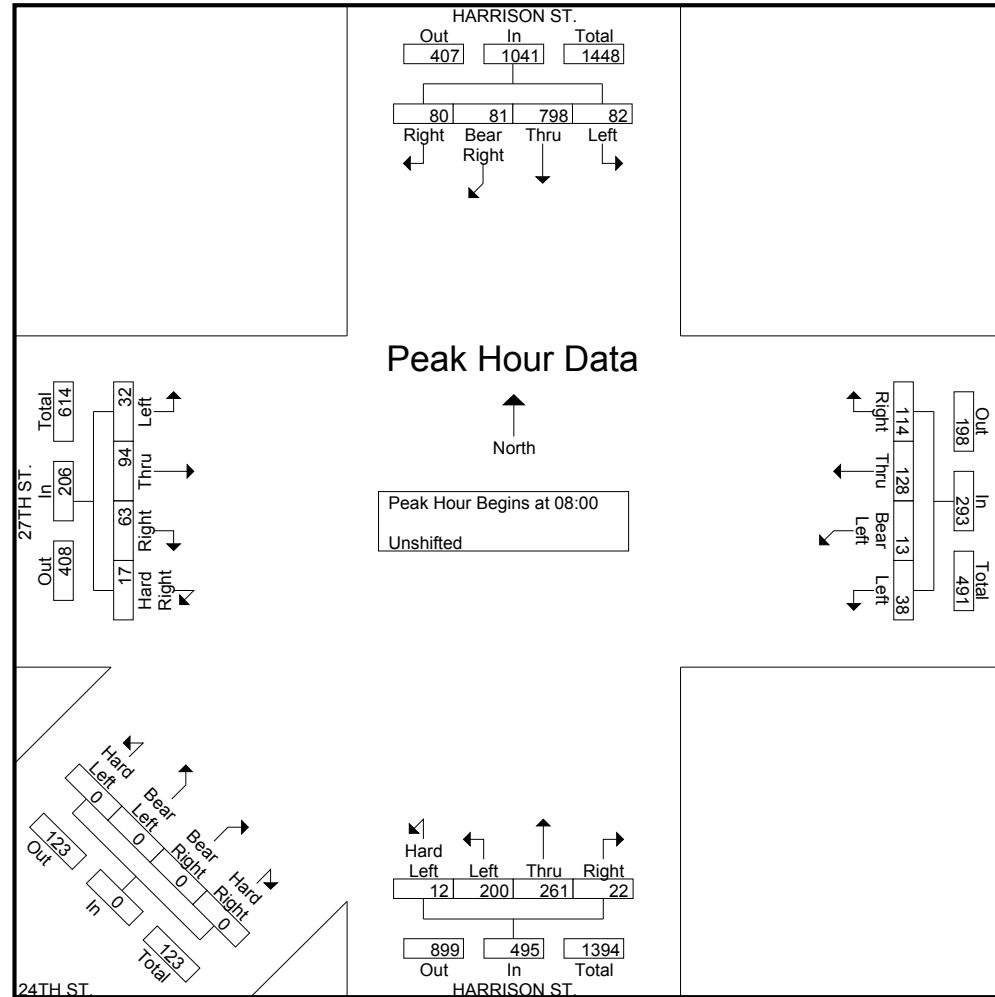 HARRISON ST.
Out In Total
407 1041 1448
80 81 798 82
Right Bear Right Thru Left
Peak Hour Data
North
Peak Hour Begins at 08:00
Unshifted
27TH ST.
Total In Out
614 206 408
32 94 63 17
Left Thru Right Hard Right
Right Thru Bear Left Left
114 128 13 38
Out In Total
198 293 491
Hard Left Bear Left Bear Right Hard Right
0 0 0 0
123 0 123
Out In Total
24TH ST.
Hard Left Left Thru Right
12 200 261 22
899 495 1394
Out In Total
HARRISON ST.